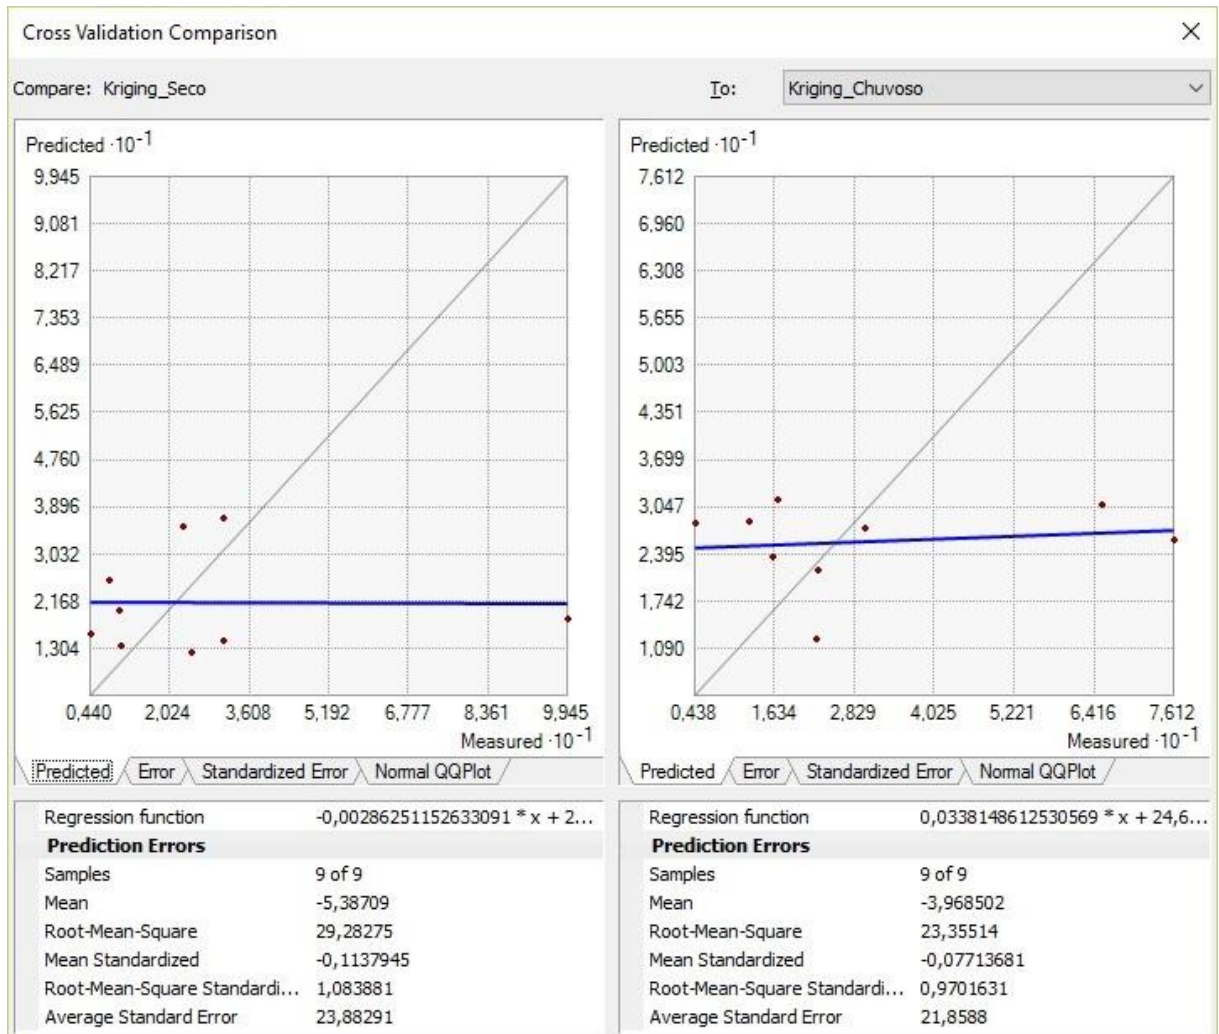 Cross Validation Comparison
Compare: Kriging_Seco To: Kriging_Chuvoso
Predicted ·10-1
9,945
9,081
8,217
7,353
6,489
5,625
4,760
3,896
3,032
2,168
1,304
0,440 2,024 3,608 5,192 6,777 8,361 9,945
Measured ·10-1
Predicted Error Standardized Error Normal QQPlot
Regression function -0,00286251152633091 * x + 2...
Prediction Errors
Samples 9 of 9
Mean -5,38709
Root-Mean-Square 29,28275
Mean Standardized -0,1137945
Root-Mean-Square Standardi... 1,083881
Average Standard Error 23,88291
Predicted ·10-1
7,612
6,960
6,308
5,655
5,003
4,351
3,699
3,047
2,395
1,742
1,090
0,438 1,634 2,829 4,025 5,221 6,416 7,612
Measured ·10-1
Predicted Error Standardized Error Normal QQPlot
Regression function 0,0338148612530569 * x + 24,6...
Prediction Errors
Samples 9 of 9
Mean -3,968502
Root-Mean-Square 23,35514
Mean Standardized -0,07713681
Root-Mean-Square Standardi... 0,9701631
Average Standard Error 21,8588